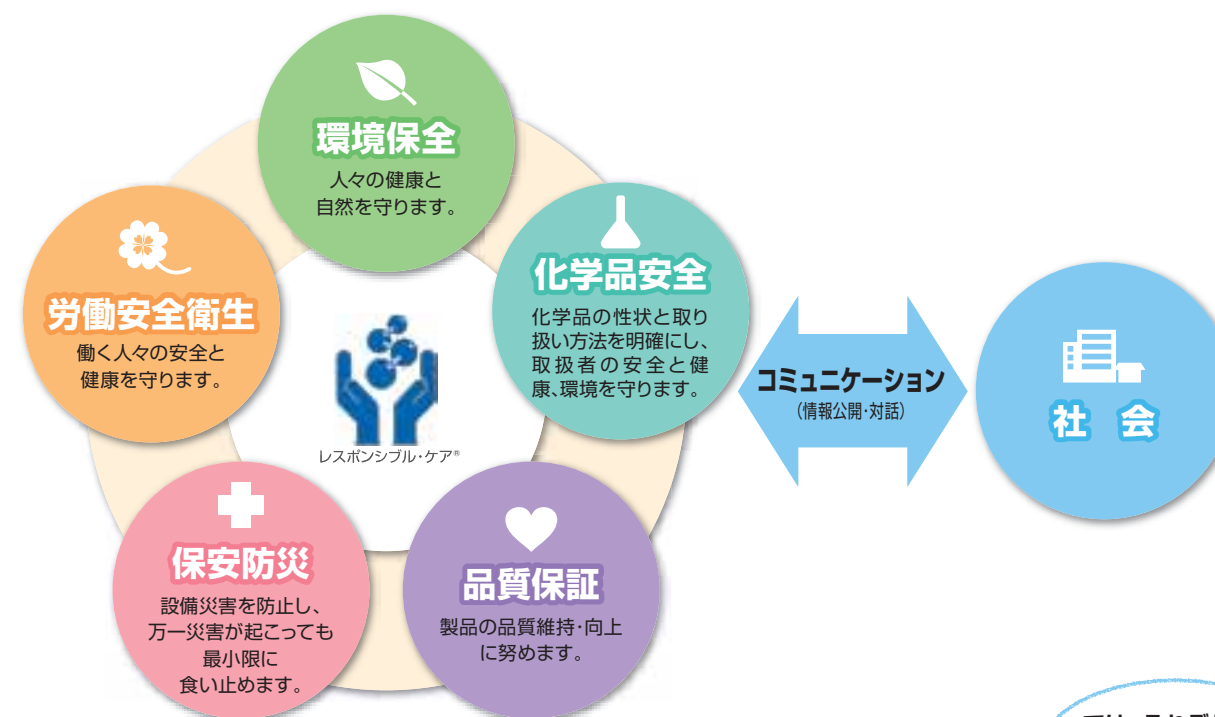 環境保全
人々の健康と
自然を守ります。
化学品安全
化学品の性状と取り
扱い方法を明確にし、
取扱者の安全と健
康、環境を守ります。
労働安全衛生
働く人々の安全と
健康を守ります。
レスポンシブル・ケア®
コミュニケーション
(情報公開・対話)
社 会
保安防災
設備災害を防止し、
万一災害が起こっても
最小限に
食い止めます。
品質保証
製品の品質維持・向上
に努めます。